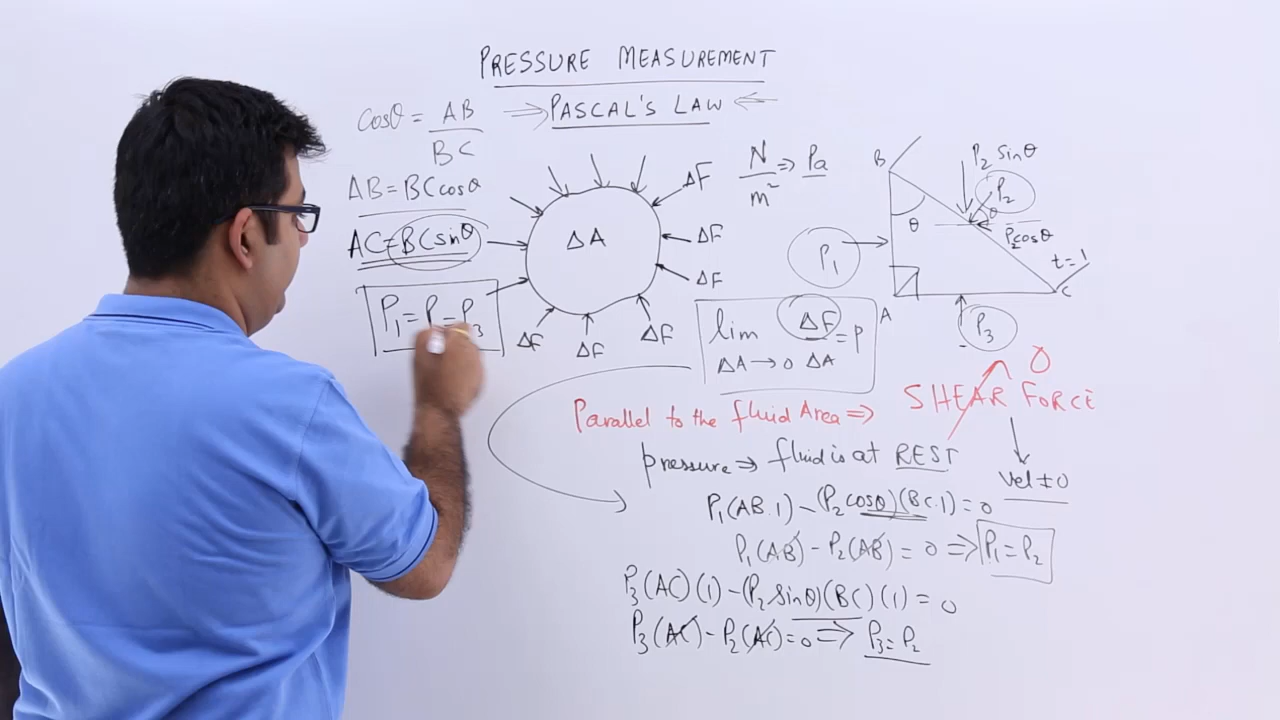 PRESSURE MEASUREMENT
⇒ PASCAL'S LAW ⇐
Cosθ = AB / BC
AB = BC cosθ
AC = BC sinθ
P₁ = P = P₃
ΔA
ΔF
ΔF
ΔF
ΔF
ΔF
ΔF
N / m² ⇒ Pa
lim ΔF / ΔA = P
ΔA → 0
B
θ
P₂ sinθ
P₂
θ
P₂cosθ
P₁
t=1
C
A
P₃
0
Parallel to the fluid Area ⇒ SHEAR FORCE
pressure ⇒ fluid is at REST
Vel ± 0
P₁(AB.1) - (P₂ cosθ)(BC.1) = 0
P₁(AB) - P₂(AB) = 0 ⇒ P₁ = P₂
P₃(AC)(1) - (P₂ sinθ)(BC)(1) = 0
P₃(AC) - P₂(AC) = 0 ⇒ P₃ = P₂